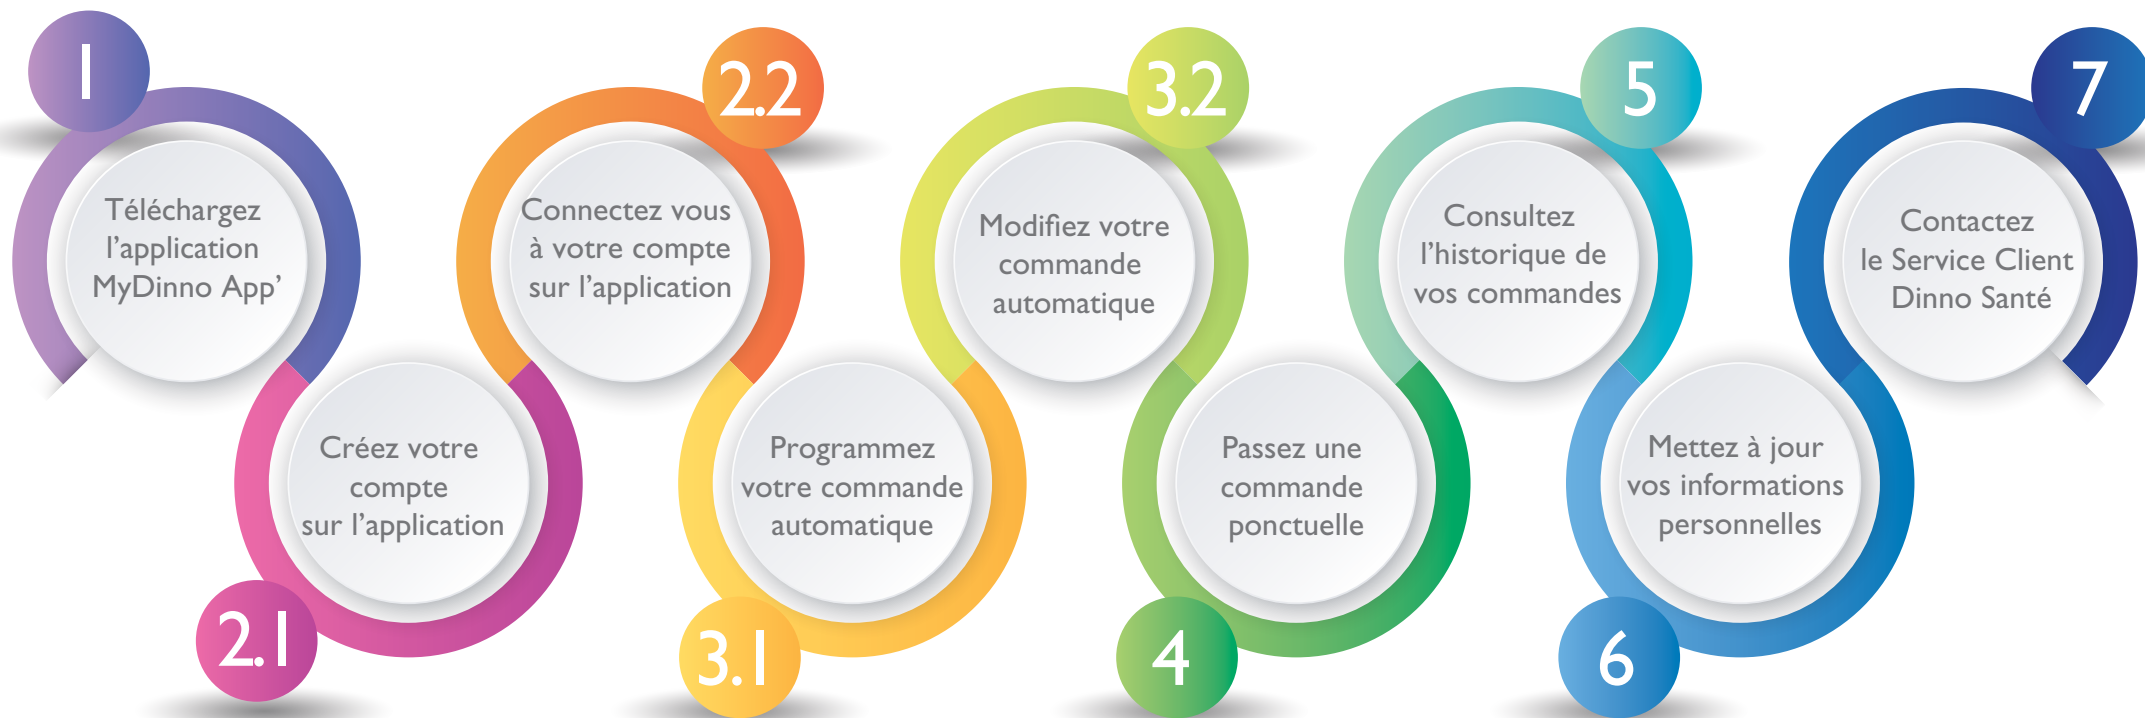 1
Téléchargez
l'application
MyDinno App'
2.1
Créez votre
compte
sur l'application
2.2
Connectez vous
à votre compte
sur l'application
3.1
Programmez
votre commande
automatique
3.2
Modifiez votre
commande
automatique
4
Passez une
commande
ponctuelle
5
Consultez
l'historique de
vos commandes
6
Mettez à jour
vos informations
personnelles
7
Contactez
le Service Client
Dinno Santé